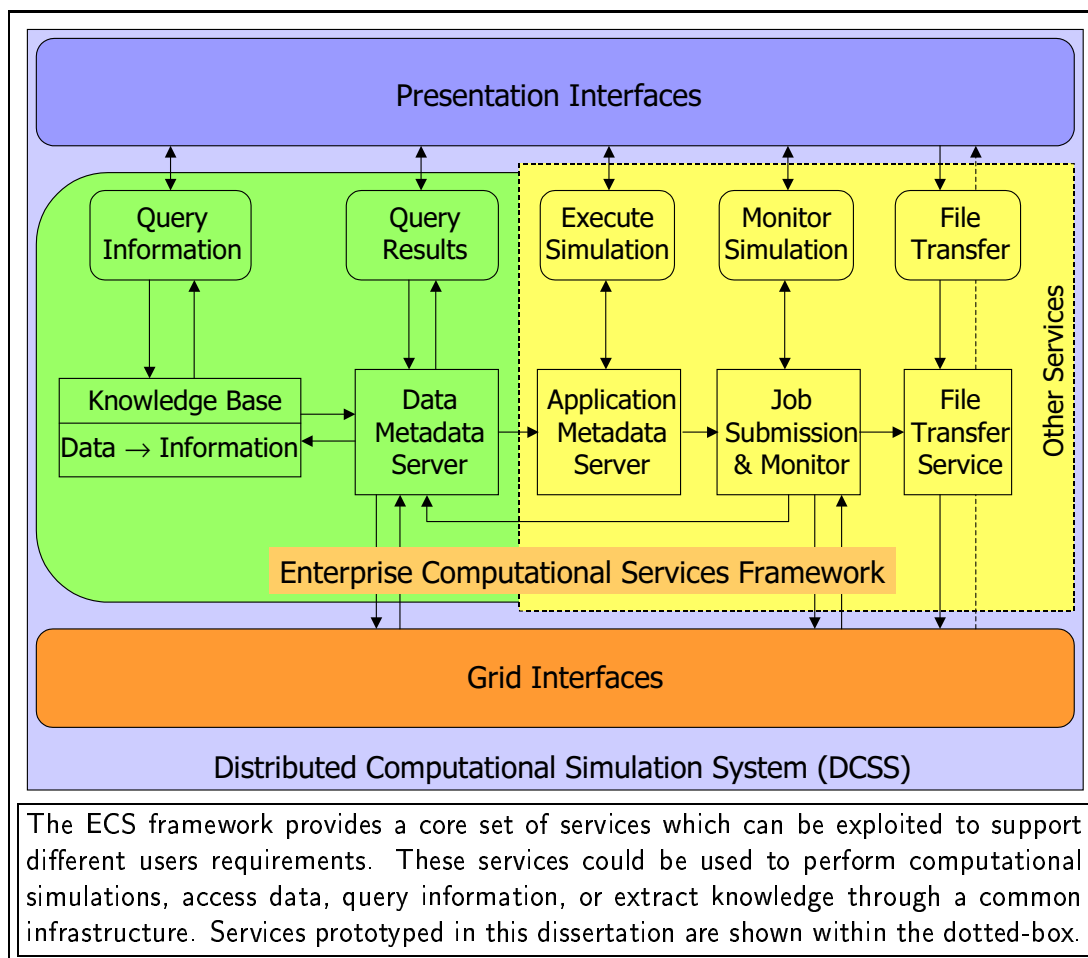 Presentation Interfaces
Query
Information
Query
Results
Execute
Simulation
Monitor
Simulation
File
Transfer
Other Services
Knowledge Base
Data → Information
Data
Metadata
Server
Application
Metadata
Server
Job
Submission
& Monitor
File
Transfer
Service
Enterprise Computational Services Framework
Grid Interfaces
Distributed Computational Simulation System (DCSS)
The ECS framework provides a core set of services which can be exploited to support
different users requirements. These services could be used to perform computational
simulations, access data, query information, or extract knowledge through a common
infrastructure. Services prototyped in this dissertation are shown within the dotted-box.